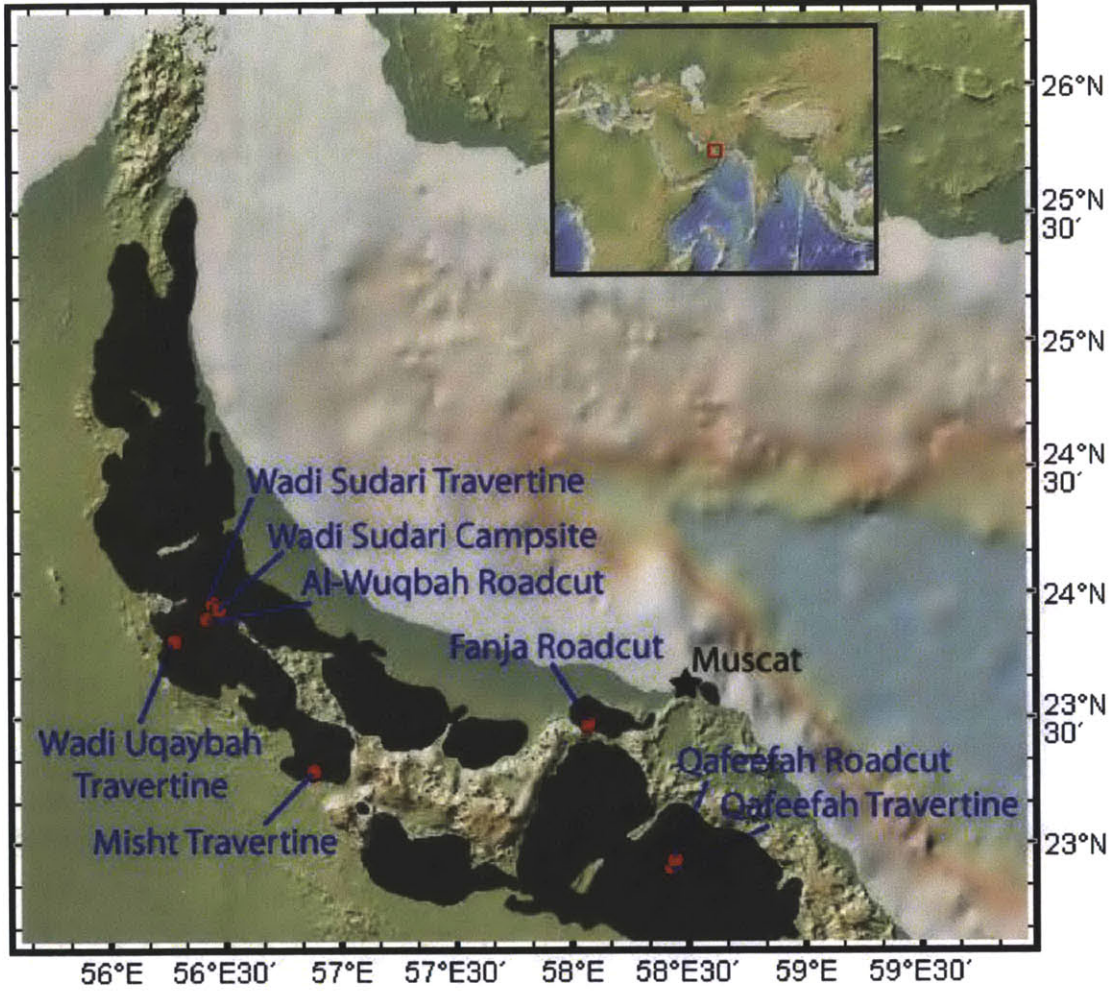 26°N
25°N
30′
25°N
24°N
30′
Wadi Sudari Travertine
Wadi Sudari Campsite
Al-Wuqbah Roadcut
24°N
Fanja Roadcut
Muscat
23°N
30′
Wadi Uqaybah
Travertine
Qafeefah Roadcut
Qafeefah Travertine
Misht Travertine
23°N
56°E
56°E30′
57°E
57°E30′
58°E
58°E30′
59°E
59°E30′